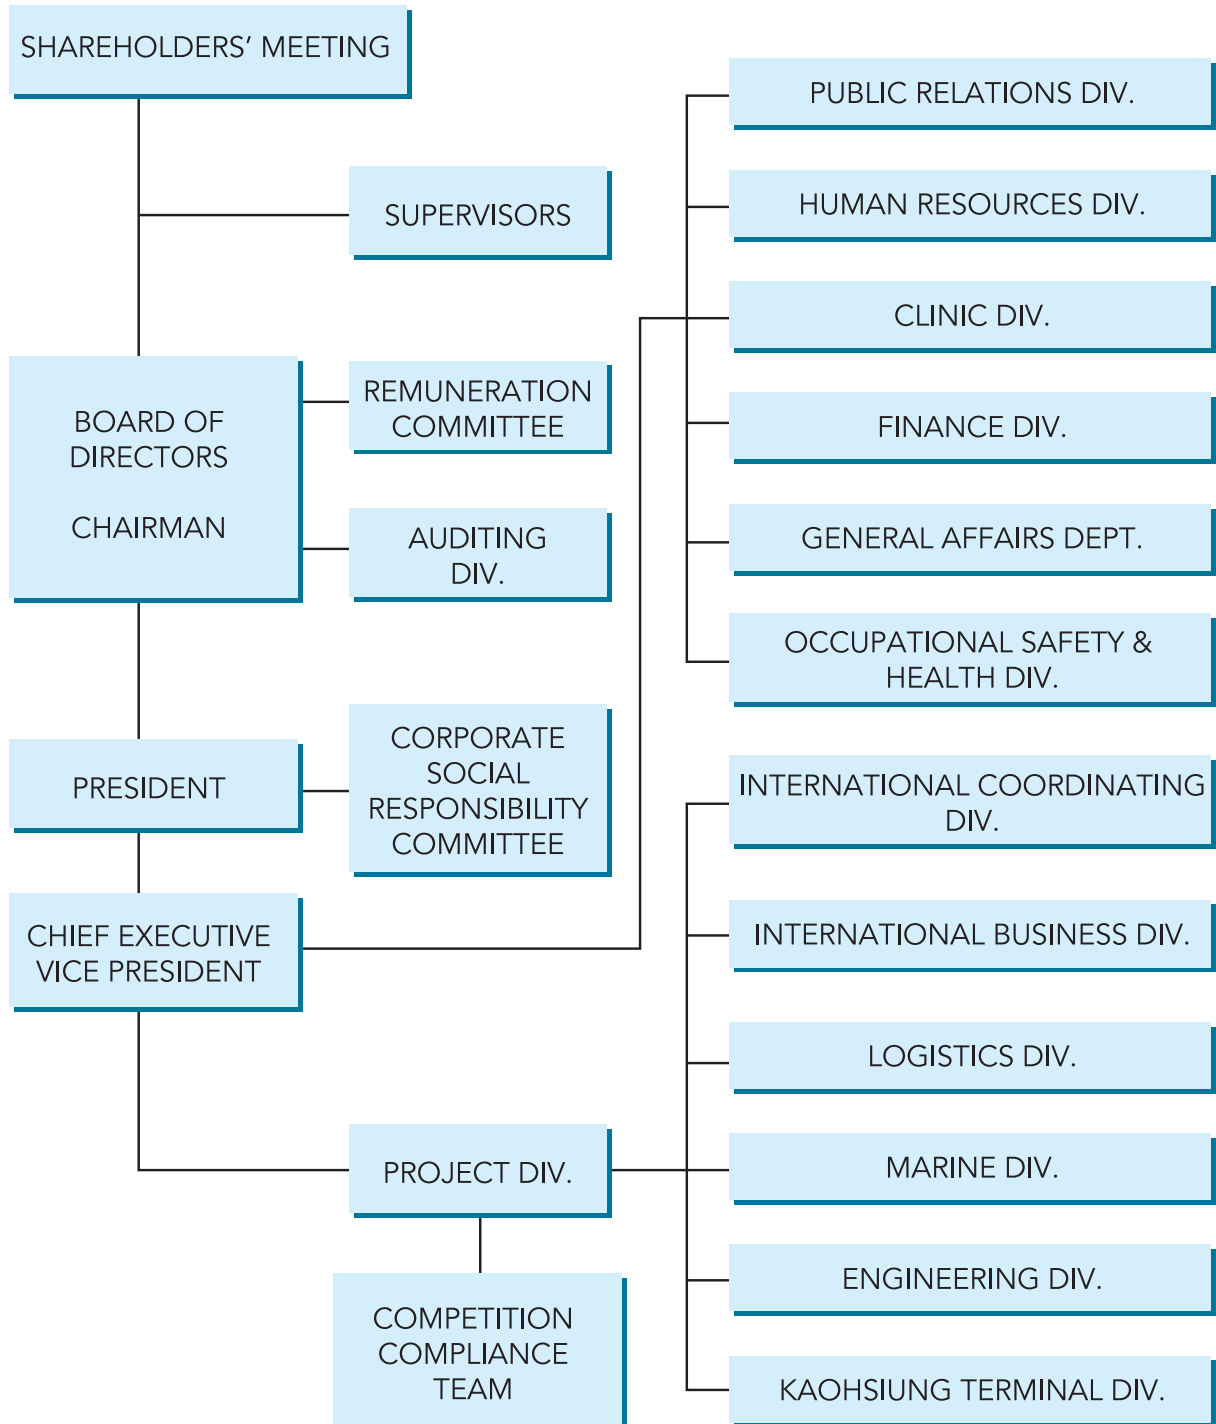 SHAREHOLDERS' MEETING
SUPERVISORS
BOARD OF
DIRECTORS
CHAIRMAN
REMUNERATION
COMMITTEE
AUDITING
DIV.
PRESIDENT
CORPORATE
SOCIAL
RESPONSIBILITY
COMMITTEE
CHIEF EXECUTIVE
VICE PRESIDENT
PROJECT DIV.
COMPETITION
COMPLIANCE
TEAM
PUBLIC RELATIONS DIV.
HUMAN RESOURCES DIV.
CLINIC DIV.
FINANCE DIV.
GENERAL AFFAIRS DEPT.
OCCUPATIONAL SAFETY &
HEALTH DIV.
INTERNATIONAL COORDINATING
DIV.
INTERNATIONAL BUSINESS DIV.
LOGISTICS DIV.
MARINE DIV.
ENGINEERING DIV.
KAOHSIUNG TERMINAL DIV.